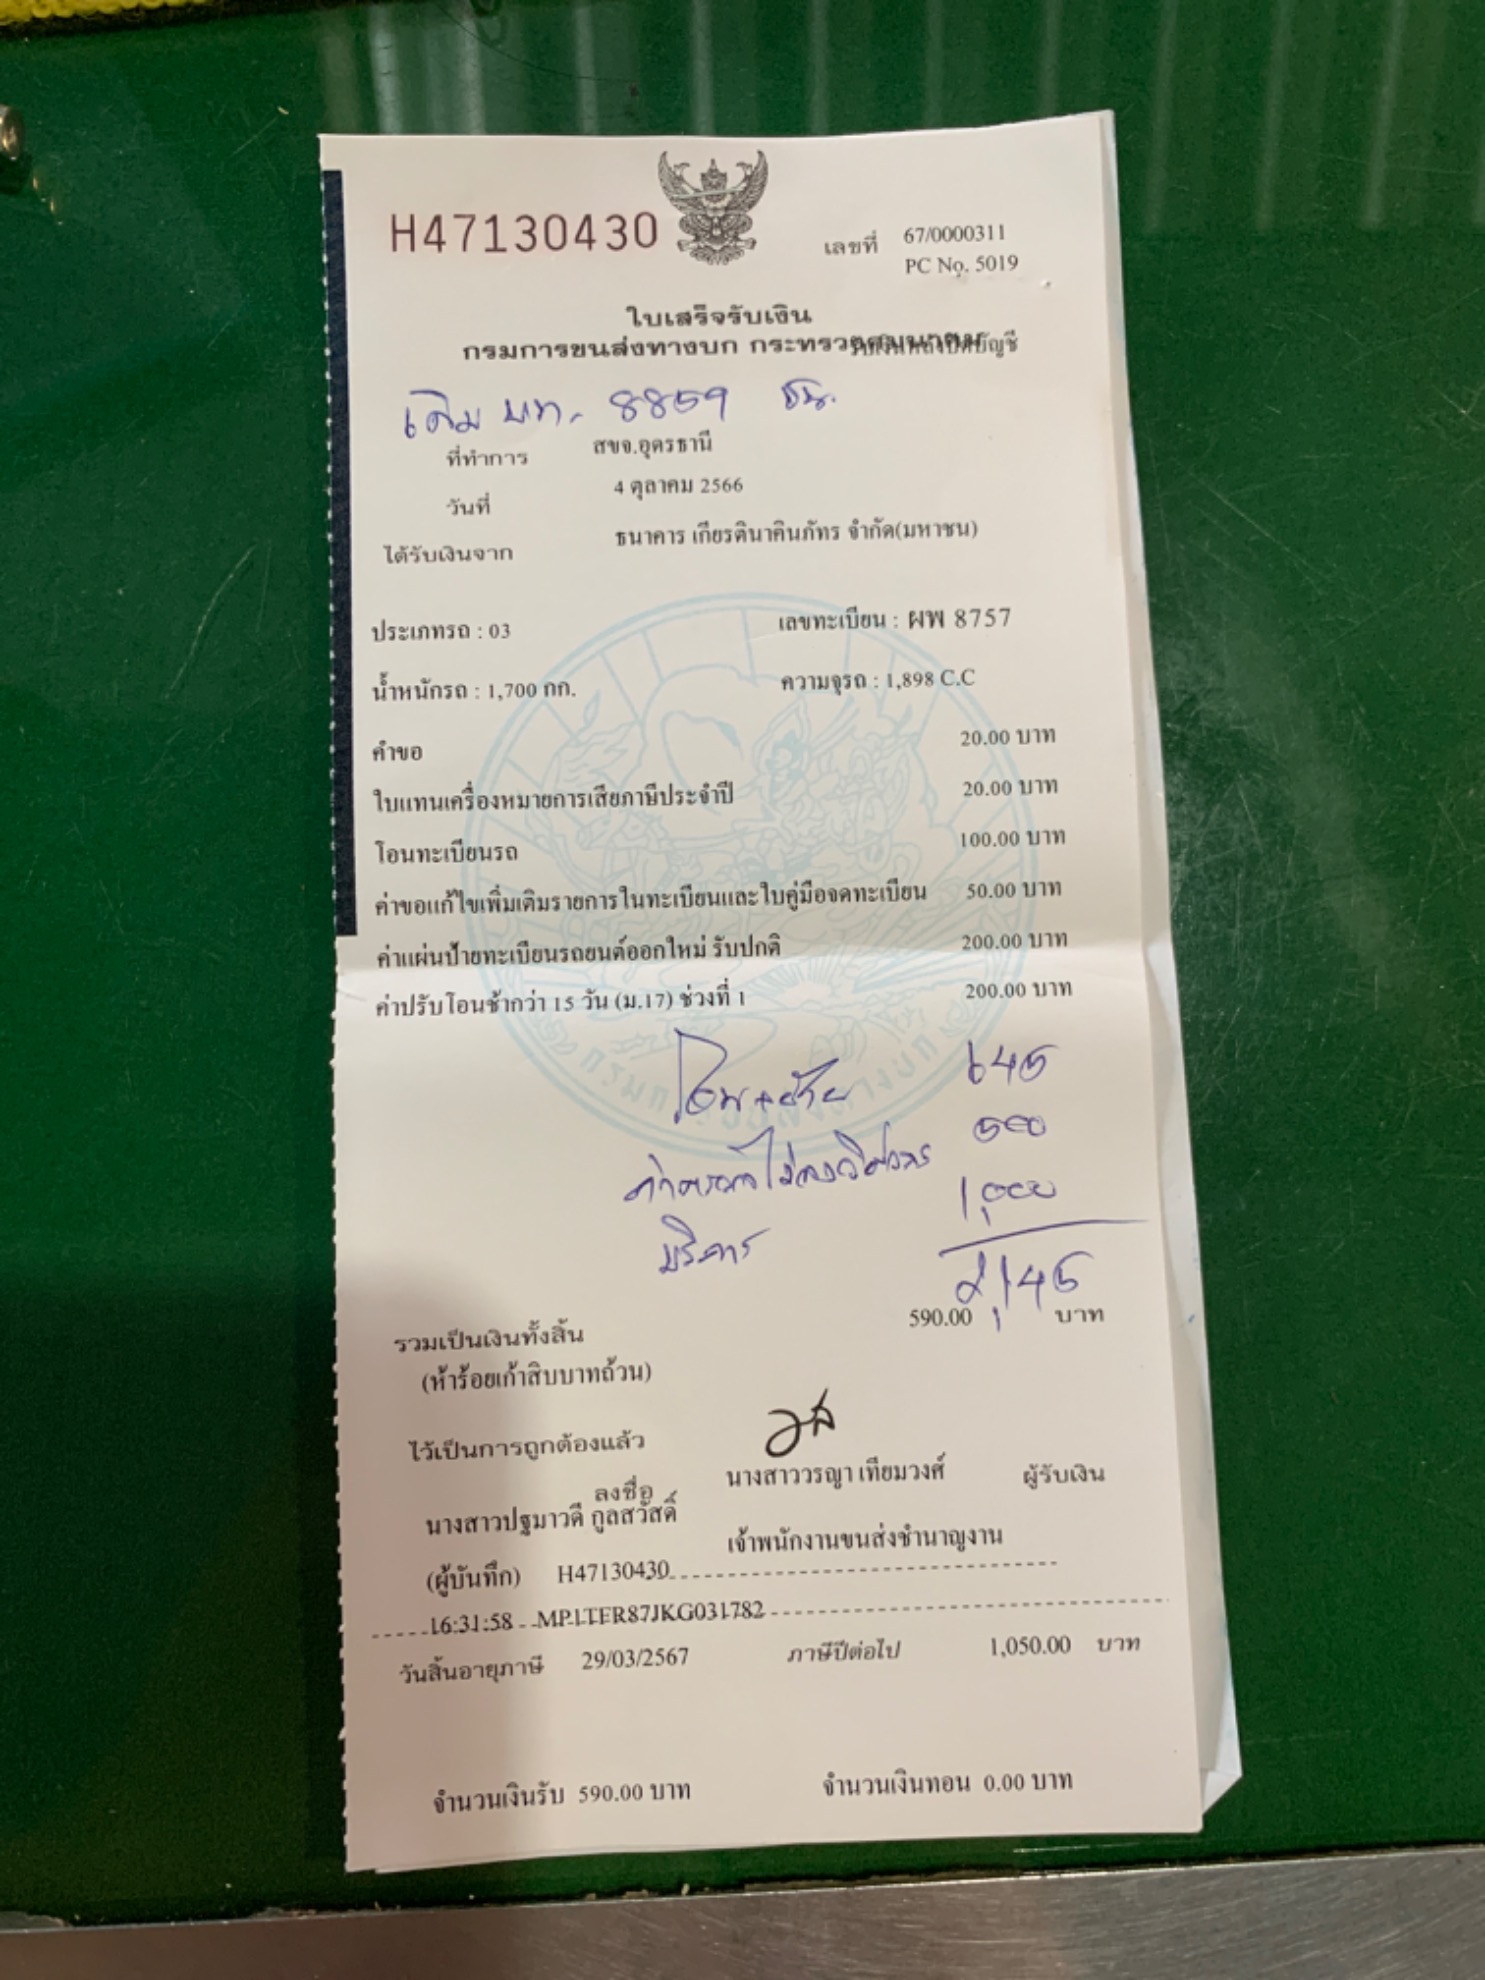 H47130430
เลขที่ 67/0000311
PC No. 5019
ใบเสร็จรับเงิน
กรมการขนส่งทางบก กระทรวงคมนาคม รับเงินหลังปิดบัญชี
เดิม บท. 8859 ชน.
ที่ทำการ สขจ.อุดรธานี
วันที่ 4 ตุลาคม 2566
ได้รับเงินจาก ธนาคาร เกียรตินาคินภัทร จำกัด(มหาชน)
ประเภทรถ : 03 เลขทะเบียน : ผพ 8757
น้ำหนักรถ : 1,700 กก. ความจุรถ : 1,898 C.C
คำขอ 20.00 บาท
ใบแทนเครื่องหมายการเสียภาษีประจำปี 20.00 บาท
โอนทะเบียนรถ 100.00 บาท
ค่าขอแก้ไขเพิ่มเติมรายการในทะเบียนและใบคู่มือจดทะเบียน 50.00 บาท
ค่าแผ่นป้ายทะเบียนรถยนต์ออกใหม่ รับปกติ 200.00 บาท
ค่าปรับโอนช้ากว่า 15 วัน (ม.17) ช่วงที่ 1 200.00 บาท
645
500
บริการ 1,000
2,145
รวมเป็นเงินทั้งสิ้น 590.00 บาท
(ห้าร้อยเก้าสิบบาทถ้วน)
ไว้เป็นการถูกต้องแล้ว
ลงชื่อ นางสาววรญา เทียมวงศ์ ผู้รับเงิน
นางสาวปฐมาวดี กูลสวัสดิ์
เจ้าพนักงานขนส่งชำนาญงาน
(ผู้บันทึก) H47130430
16:31:58 MP1TFR87JKG031782
วันสิ้นอายุภาษี 29/03/2567 ภาษีปีต่อไป 1,050.00 บาท
จำนวนเงินรับ 590.00 บาท จำนวนเงินทอน 0.00 บาท